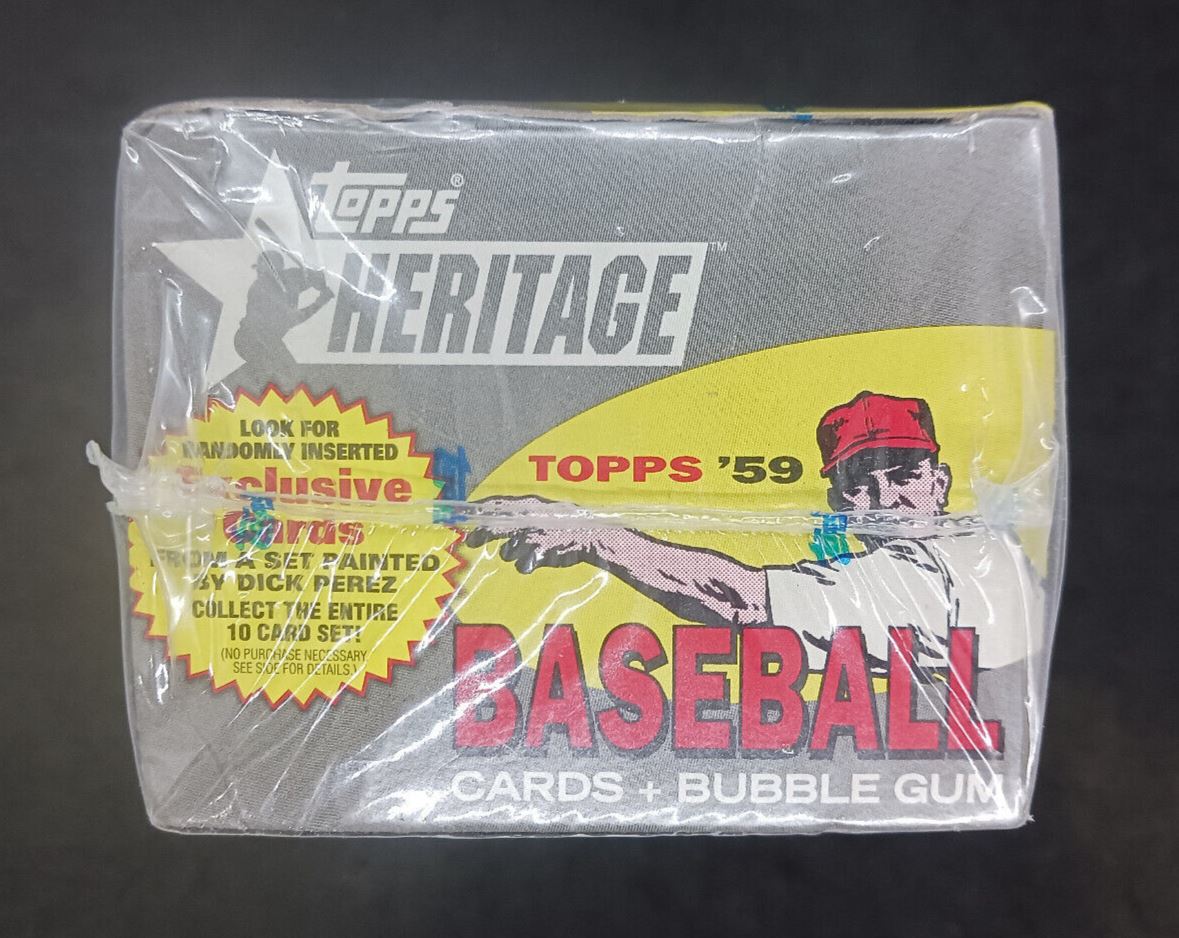 topps®
HERITAGE™
LOOK FOR
RANDOMLY INSERTED
Exclusive
Cards
FROM A SET PAINTED
BY DICK PEREZ
COLLECT THE ENTIRE
10 CARD SET!
(NO PURCHASE NECESSARY.
SEE SIDE FOR DETAILS.)
TOPPS ’59
BASEBALL
CARDS + BUBBLE GUM